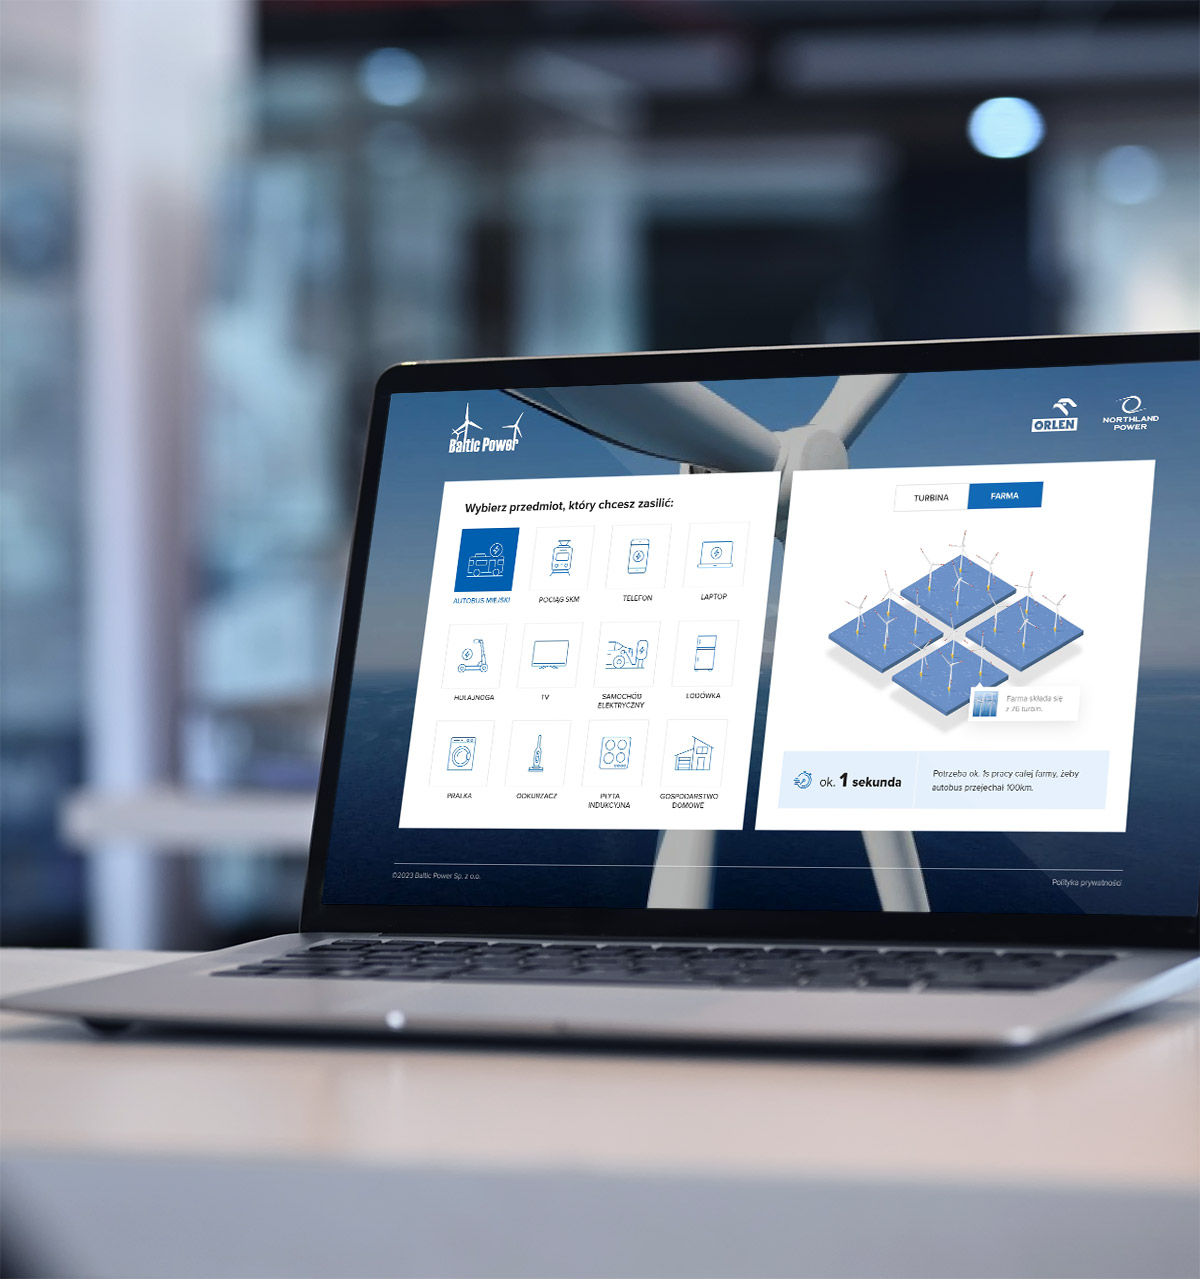 Baltic Power
ORLEN
NORTHLAND
POWER
Wybierz przedmiot, który chcesz zasilić:
AUTOBUS MIEJSKI
POCIĄG SKM
TELEFON
LAPTOP
HULAJNOGA
TV
SAMOCHÓD
ELEKTRYCZNY
LODÓWKA
PRALKA
ODKURZACZ
PŁYTA
INDUKCYJNA
GOSPODARSTWO
DOMOWE
TURBINA
FARMA
Farma składa się
z 76 turbin.
ok. 1 sekunda
Potrzeba ok. 1s pracy całej farmy, żeby
autobus przejechał 100km.
©2023 Baltic Power Sp. z o.o.
Polityka prywatności